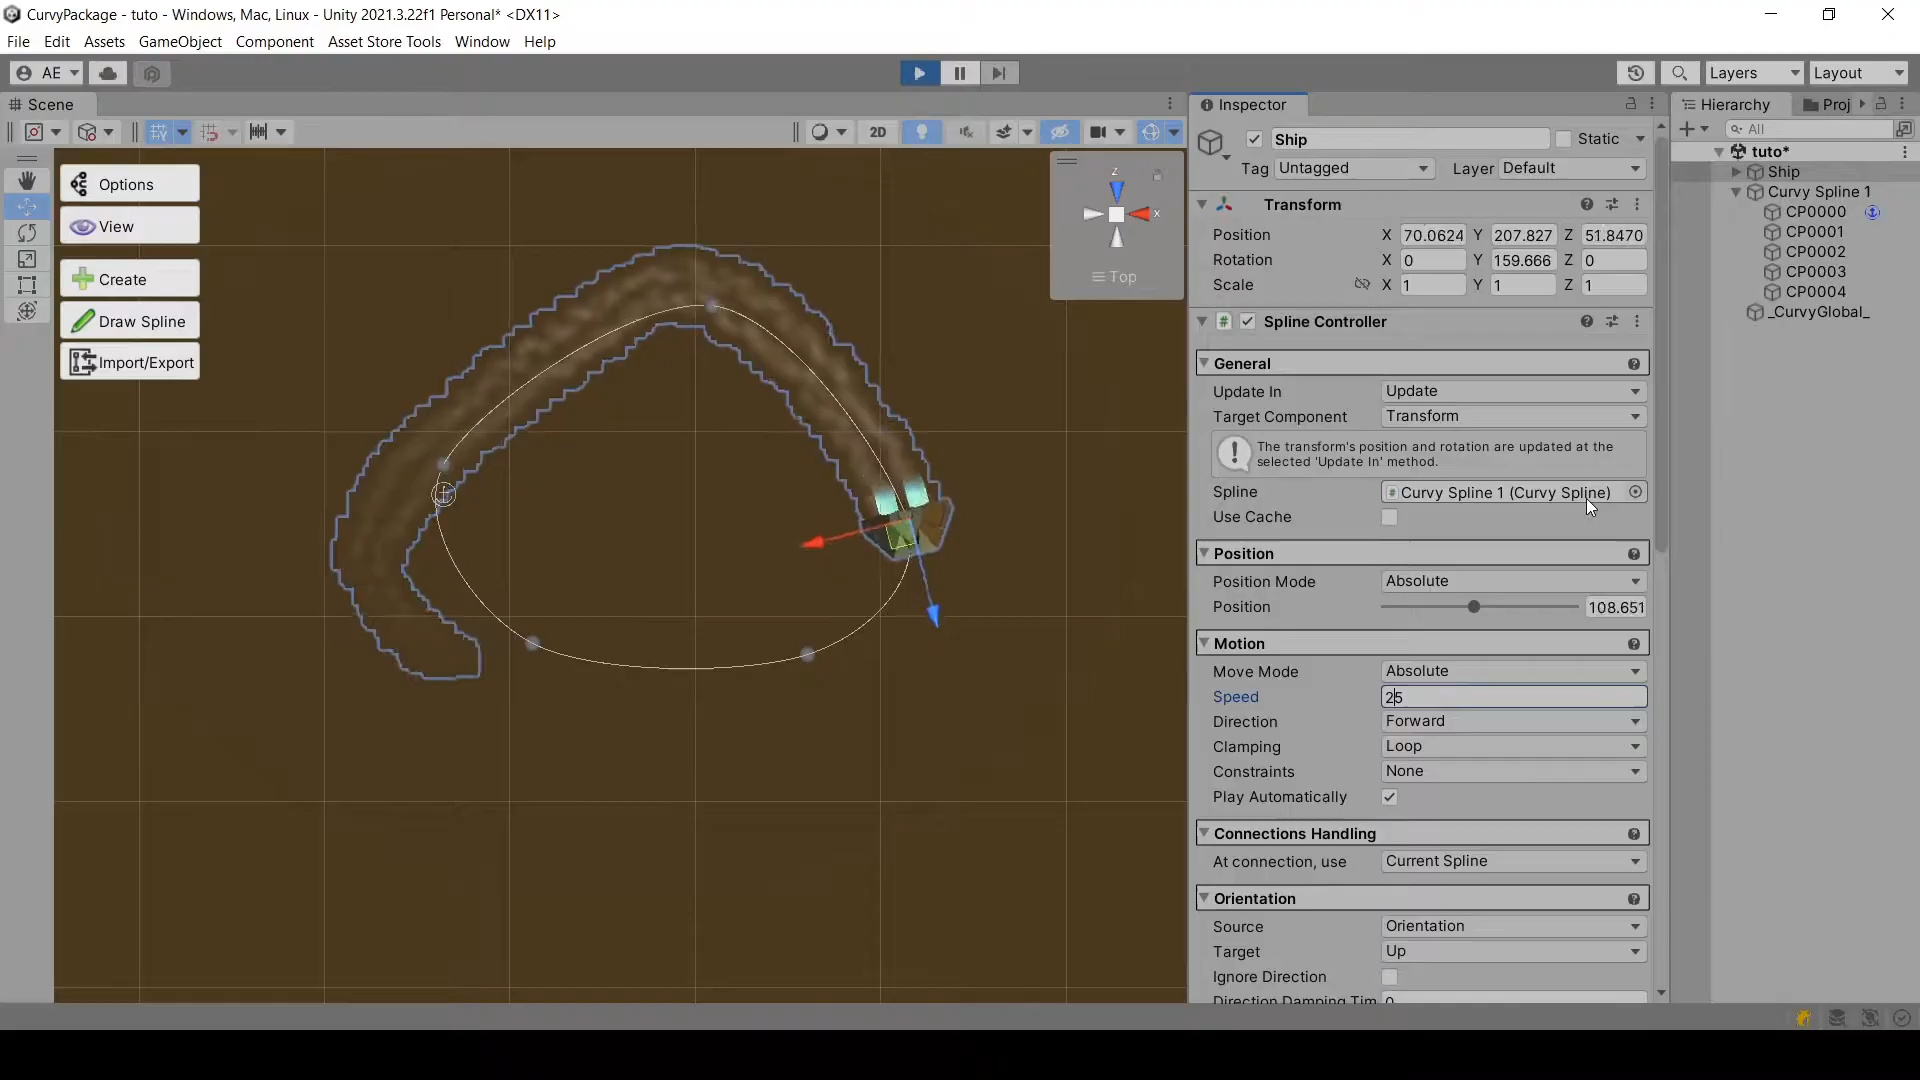 CurvyPackage - tuto - Windows, Mac, Linux - Unity 2021.3.22f1 Personal* <DX11>
File Edit Assets GameObject Component Asset Store Tools Window Help
AE Layers Layout
Scene
2D
Options
View
Create
Draw Spline
Import/Export
z
x
Top
Inspector
Ship Static
Tag Untagged Layer Default
Transform
Position X 70.0624 Y 207.827 Z 51.8470
Rotation X 0 Y 159.666 Z 0
Scale X 1 Y 1 Z 1
Spline Controller
General
Update In Update
Target Component Transform
The transform's position and rotation are updated at the
selected 'Update In' method.
Spline Curvy Spline 1 (Curvy Spline)
Use Cache
Position
Position Mode Absolute
Position 108.651
Motion
Move Mode Absolute
Speed 25
Direction Forward
Clamping Loop
Constraints None
Play Automatically
Connections Handling
At connection, use Current Spline
Orientation
Source Orientation
Target Up
Ignore Direction
Direction Damping Tim 0
Hierarchy Proj
All
tuto*
Ship
Curvy Spline 1
CP0000
CP0001
CP0002
CP0003
CP0004
_CurvyGlobal_